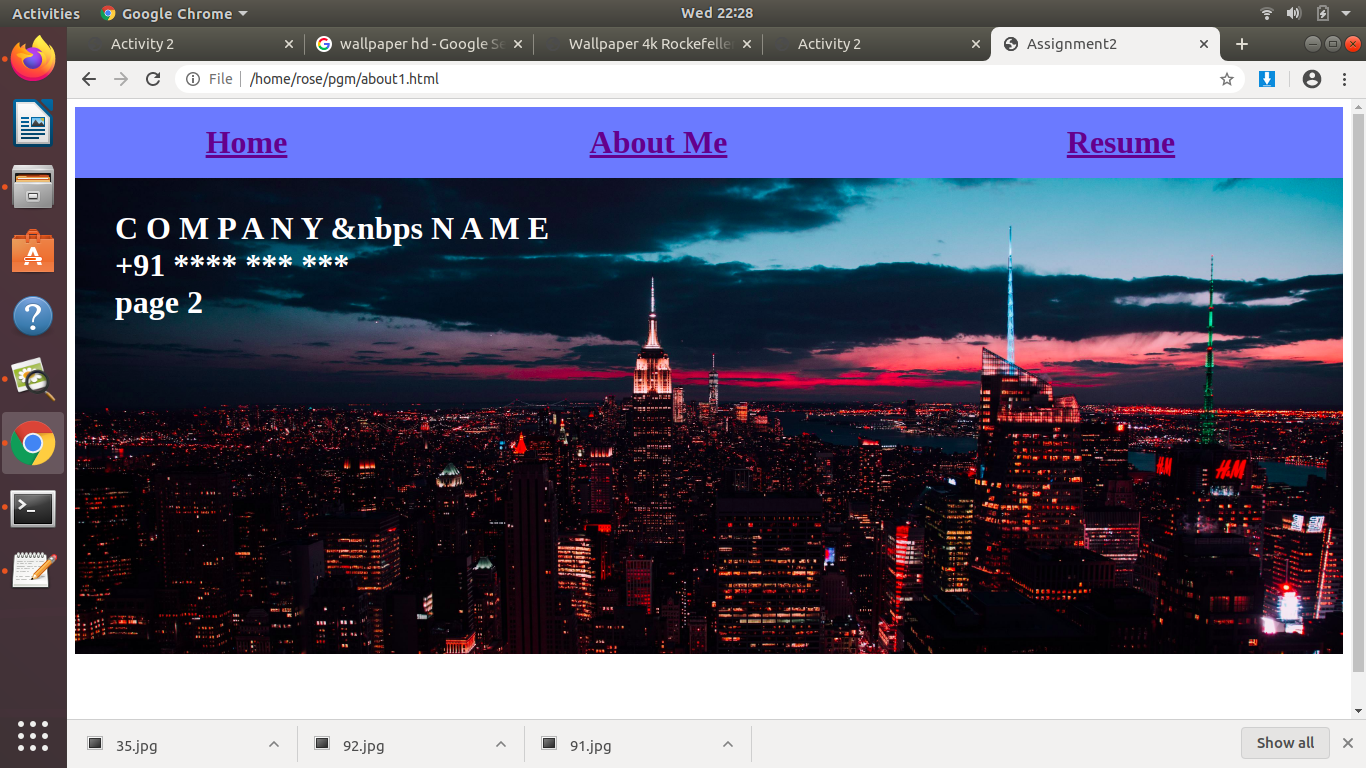 Activities Google Chrome Wed 22:28
Activity 2 wallpaper hd - Google Se Wallpaper 4k Rockefeller Activity 2 Assignment2
File /home/rose/pgm/about1.html
Home About Me Resume
C O M P A N Y &nbps N A M E
+91 **** *** ***
page 2
H&M H&M
35.jpg 92.jpg 91.jpg Show all